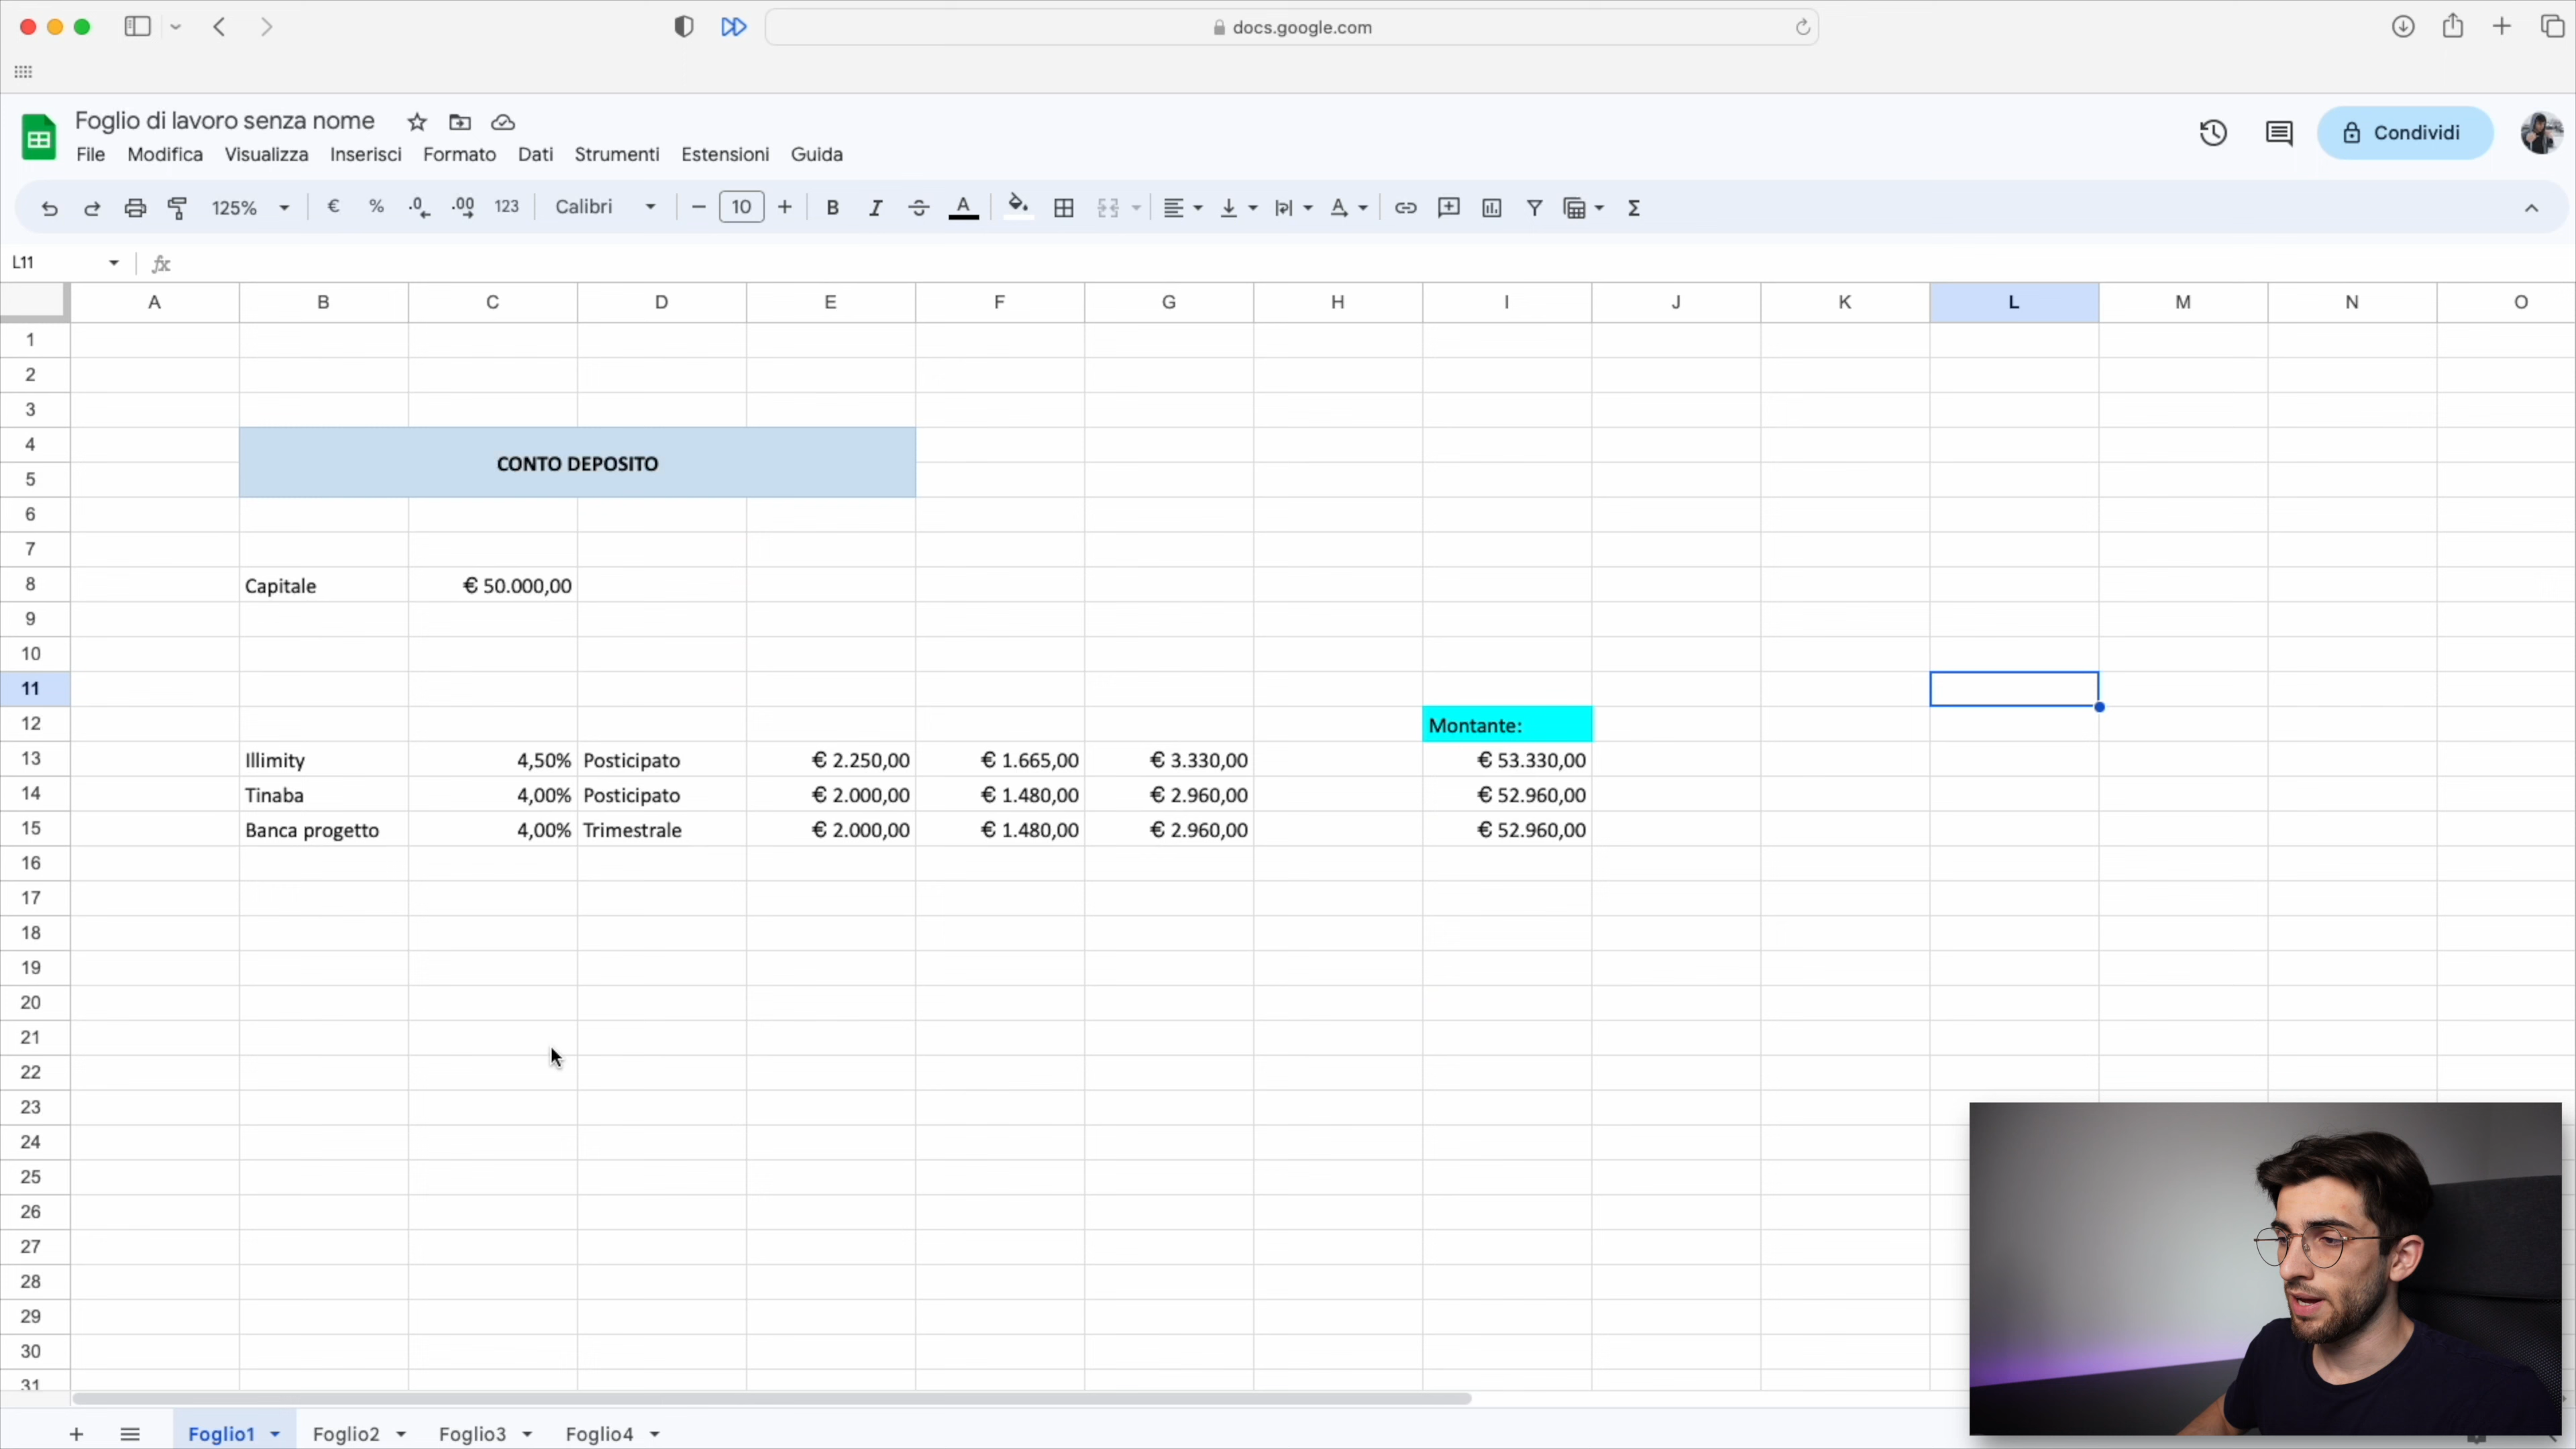 docs.google.com
Foglio di lavoro senza nome
File Modifica Visualizza Inserisci Formato Dati Strumenti Estensioni Guida
Condividi
125% € % .0 .00 123 Calibri 10 B I A A Σ
L11 fx
A B C D E F G H I J K L M N O
1
2
3
4
CONTO DEPOSITO
5
6
7
8 Capitale € 50.000,00
9
10
11
12 Montante:
13 Illimity 4,50% Posticipato € 2.250,00 € 1.665,00 € 3.330,00 € 53.330,00
14 Tinaba 4,00% Posticipato € 2.000,00 € 1.480,00 € 2.960,00 € 52.960,00
15 Banca progetto 4,00% Trimestrale € 2.000,00 € 1.480,00 € 2.960,00 € 52.960,00
16
17
18
19
20
21
22
23
24
25
26
27
28
29
30
31
Foglio1 Foglio2 Foglio3 Foglio4